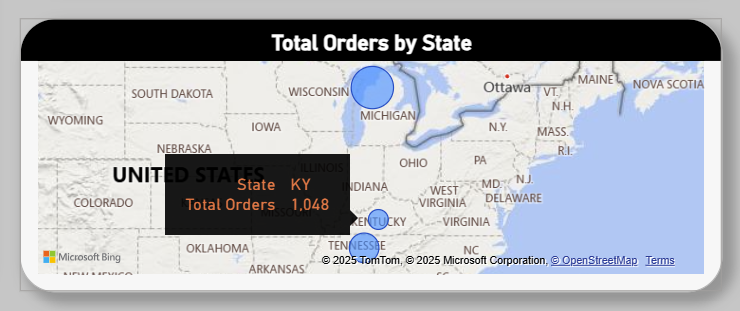 Total Orders by State
MAINE
NOVA SCOTIA
Ottawa
WISCONSIN
SOUTH DAKOTA
VT.
N.H.
MICHIGAN
WYOMING
IOWA
N.Y.
MASS.
NEBRASKA
R.I.
OHIO
PA
UNITED STATES
ILLINOIS
N.J.
MD.
State KY
INDIANA
WEST
VIRGINIA
DELAWARE
COLORADO
Total Orders 1,048
MISSOURI
KENTUCKY
VIRGINIA
OKLAHOMA
TENNESSEE
NC
Microsoft Bing
© 2025 TomTom, © 2025 Microsoft Corporation, © OpenStreetMap Terms
ARKANSAS
NEW MEXICO
SC